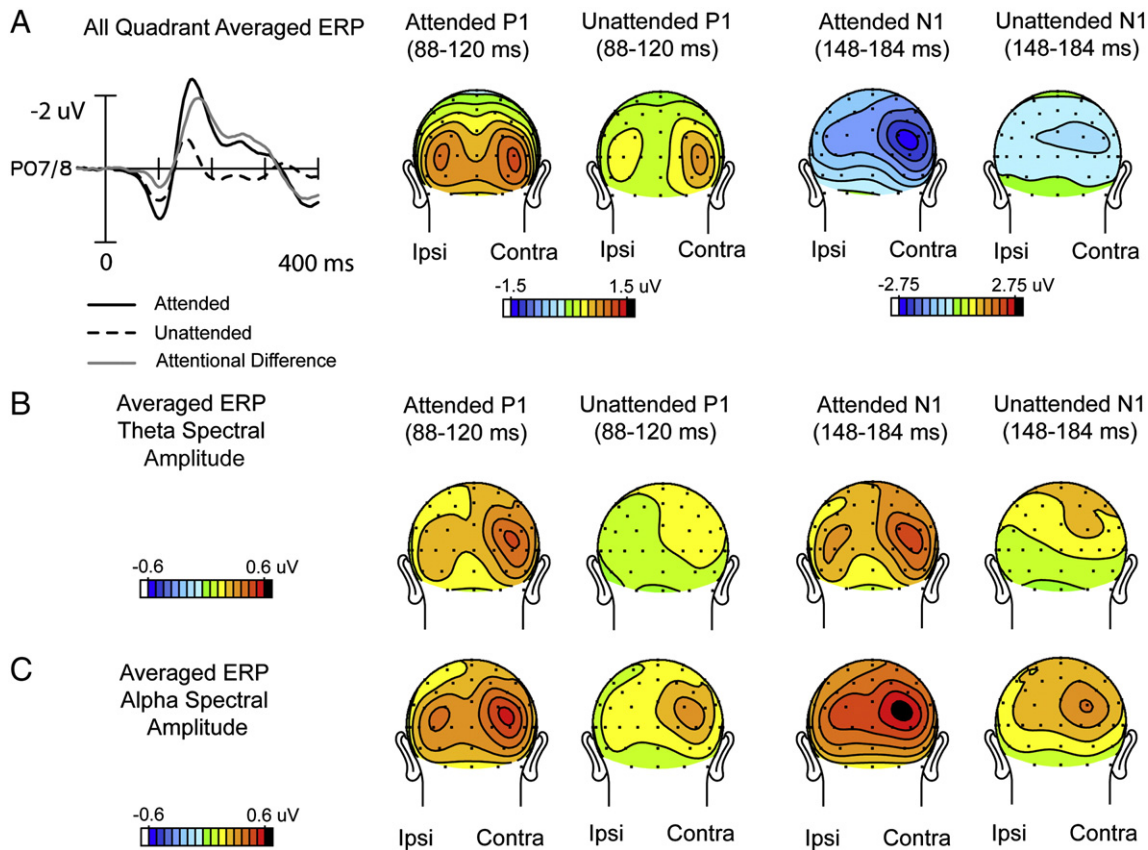 A
All Quadrant Averaged ERP
-2 uV
PO7/8
0
400 ms
Attended
Unattended
Attentional Difference
Attended P1
(88-120 ms)
Unattended P1
(88-120 ms)
Attended N1
(148-184 ms)
Unattended N1
(148-184 ms)
Ipsi
Contra
Ipsi
Contra
Ipsi
Contra
Ipsi
Contra
-1.5
1.5 uV
-2.75
2.75 uV
B
Averaged ERP
Theta Spectral
Amplitude
-0.6
0.6 uV
Attended P1
(88-120 ms)
Unattended P1
(88-120 ms)
Attended N1
(148-184 ms)
Unattended N1
(148-184 ms)
C
Averaged ERP
Alpha Spectral
Amplitude
-0.6
0.6 uV
Ipsi
Contra
Ipsi
Contra
Ipsi
Contra
Ipsi
Contra